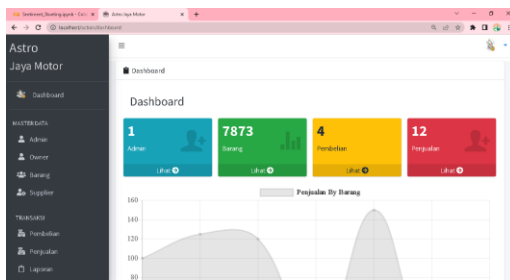 Astro Jaya Motor
localhost/achen/dashboard
Astro
Jaya Motor
Dashboard
MASTER DATA
Admin
Owner
Barang
Supplier
TRANSAKSI
Pembelian
Penjualan
Laporan
Dashboard
Dashboard
1
Admin
Lihat
7873
Barang
Lihat
4
Pembelian
Lihat
12
Penjualan
Lihat
Penjualan By Barang
160
140
120
100
80